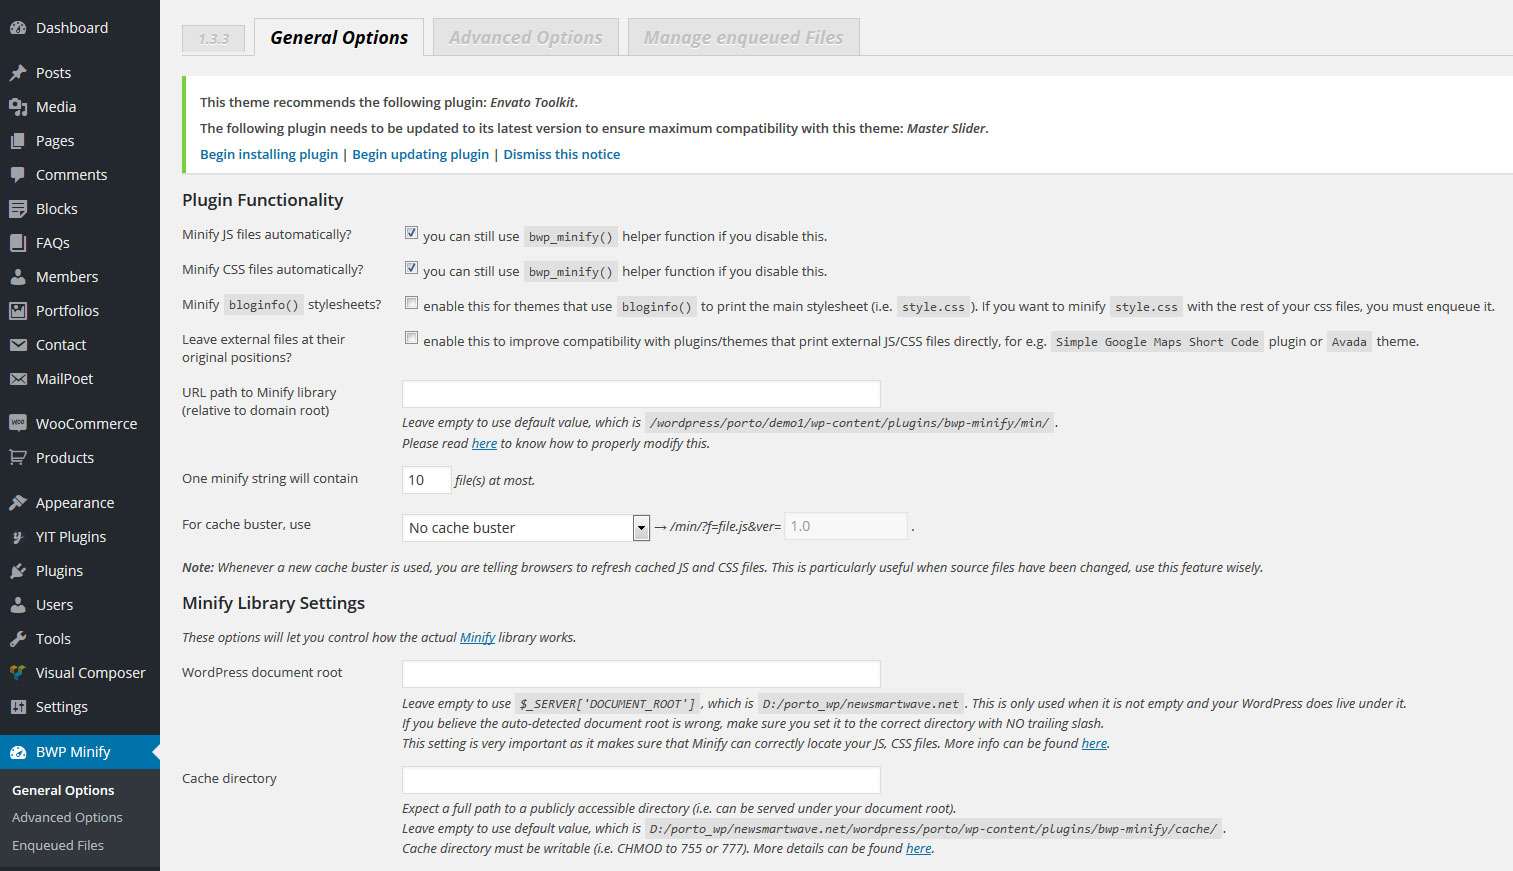 Dashboard
Posts
Media
Pages
Comments
Blocks
FAQs
Members
Portfolios
Contact
MailPoet
WooCommerce
Products
Appearance
YIT Plugins
Plugins
Users
Tools
Visual Composer
Settings
BWP Minify
General Options
Advanced Options
Enqueued Files
1.3.3
General Options
Advanced Options
Manage enqueued Files
This theme recommends the following plugin: Envato Toolkit.
The following plugin needs to be updated to its latest version to ensure maximum compatibility with this theme: Master Slider.
Begin installing plugin | Begin updating plugin | Dismiss this notice
Plugin Functionality
Minify JS files automatically? you can still use bwp_minify() helper function if you disable this.
Minify CSS files automatically? you can still use bwp_minify() helper function if you disable this.
Minify bloginfo() stylesheets? enable this for themes that use bloginfo() to print the main stylesheet (i.e. style.css ). If you want to minify style.css with the rest of your css files, you must enqueue it.
Leave external files at their
original positions?
enable this to improve compatibility with plugins/themes that print external JS/CSS files directly, for e.g. Simple Google Maps Short Code plugin or Avada theme.
URL path to Minify library
(relative to domain root)
Leave empty to use default value, which is /wordpress/porto/demo1/wp-content/plugins/bwp-minify/min/ .
Please read here to know how to properly modify this.
One minify string will contain 10 file(s) at most.
For cache buster, use No cache buster → /min/?f=file.js&ver= 1.0 .
Note: Whenever a new cache buster is used, you are telling browsers to refresh cached JS and CSS files. This is particularly useful when source files have been changed, use this feature wisely.
Minify Library Settings
These options will let you control how the actual Minify library works.
WordPress document root
Leave empty to use $_SERVER['DOCUMENT_ROOT'] , which is D:/porto_wp/newsmartwave.net . This is only used when it is not empty and your WordPress does live under it.
If you believe the auto-detected document root is wrong, make sure you set it to the correct directory with NO trailing slash.
This setting is very important as it makes sure that Minify can correctly locate your JS, CSS files. More info can be found here.
Cache directory
Expect a full path to a publicly accessible directory (i.e. can be served under your document root).
Leave empty to use default value, which is D:/porto_wp/newsmartwave.net/wordpress/porto/wp-content/plugins/bwp-minify/cache/ .
Cache directory must be writable (i.e. CHMOD to 755 or 777). More details can be found here.